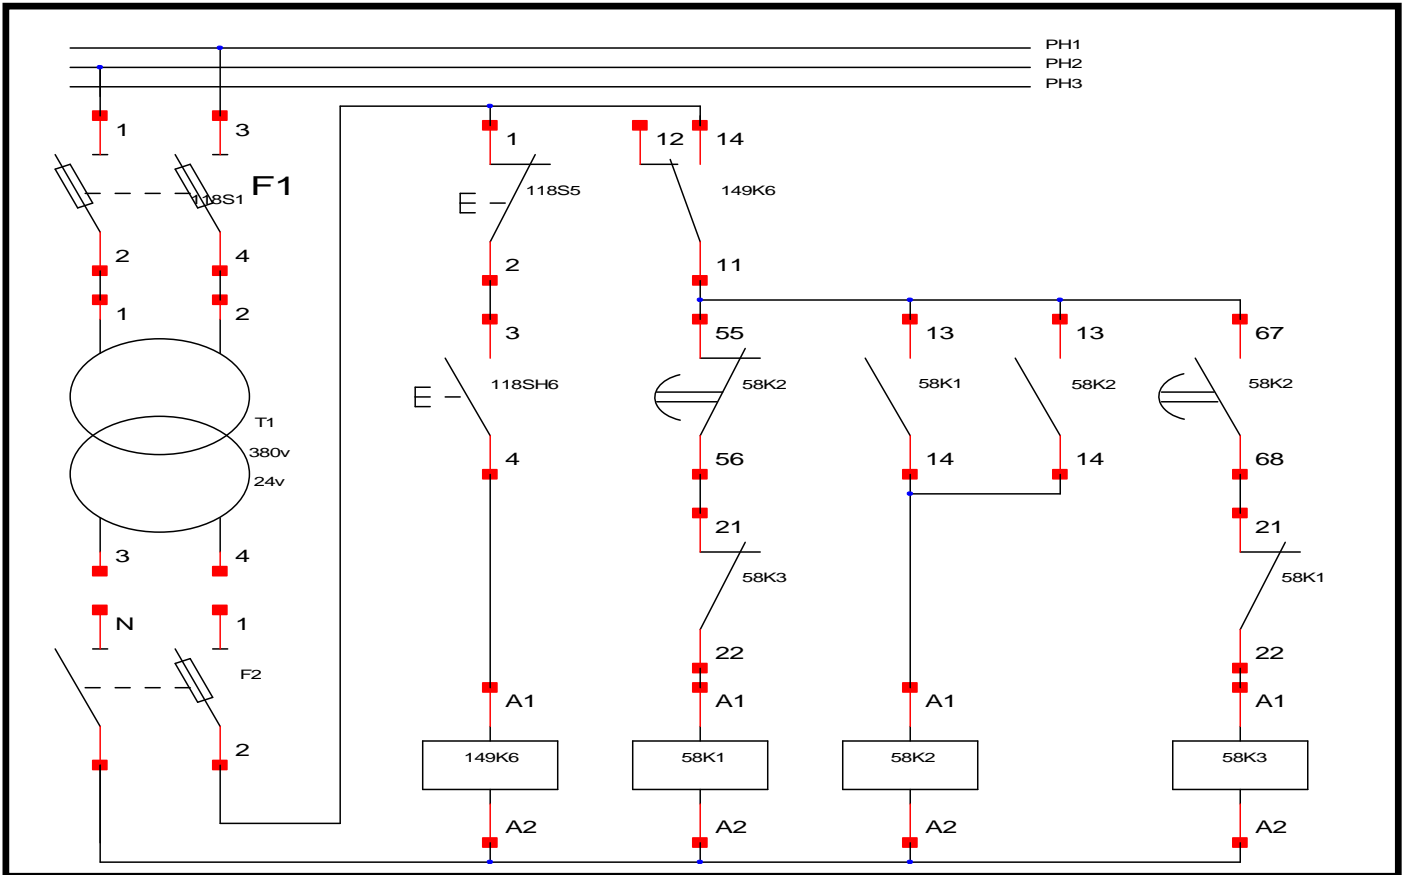 PH1
PH2
PH3
1 3 1 12 14
F1
118S1 118S5 149K6
2 4 2 11
1 2 3 55 13 13 67
118SH6 58K2 58K1 58K2 58K2
T1
380v
24v
4 56 14 14 68
3 4 21 21
58K3 58K1
N 1
F2
22 22
A1 A1 A1 A1
2
149K6 58K1 58K2 58K3
A2 A2 A2 A2